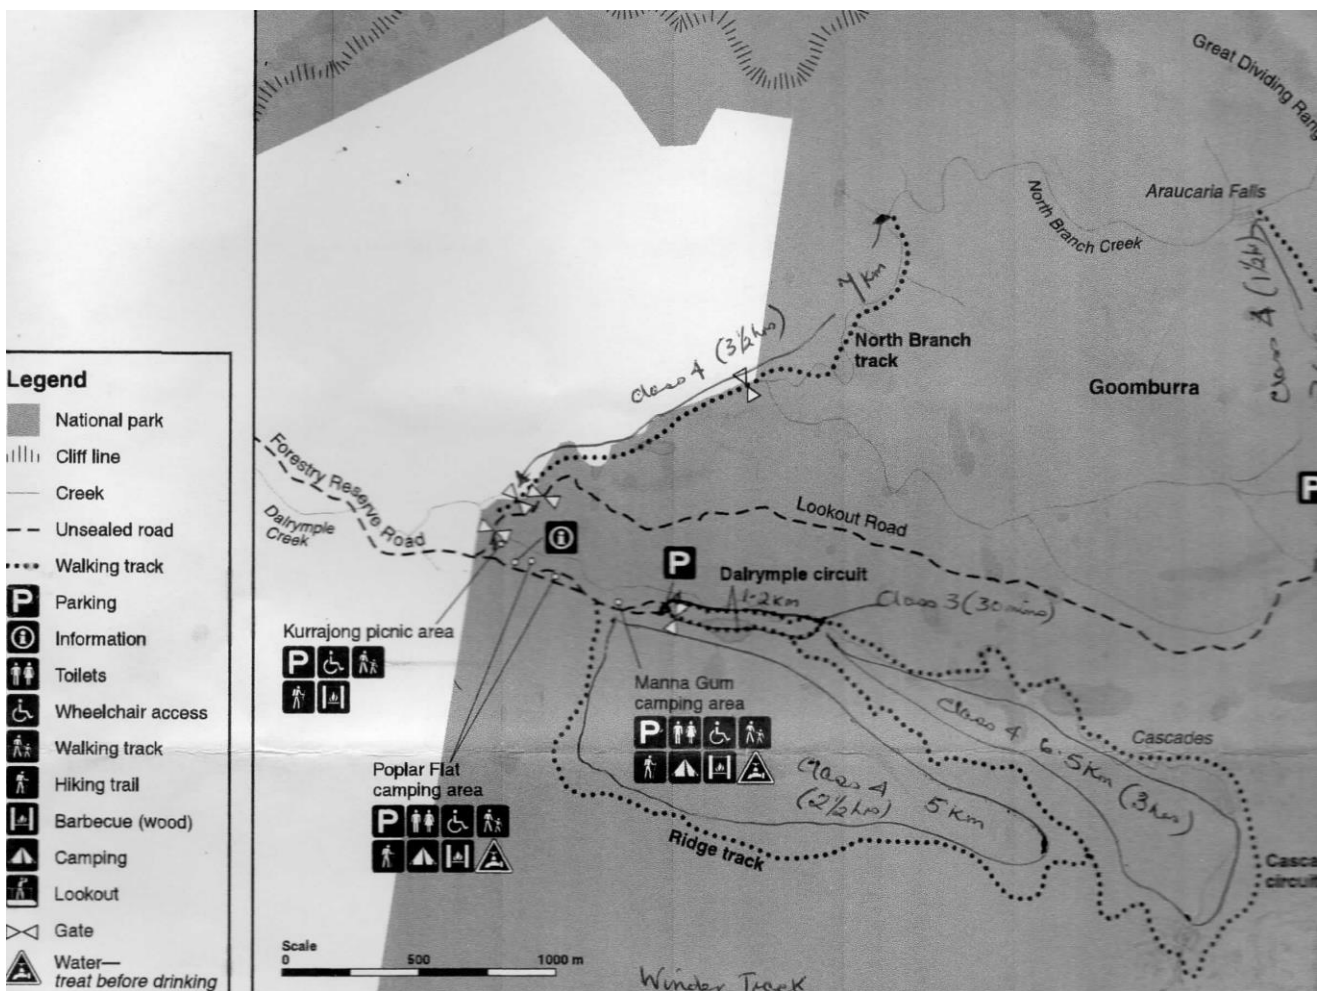 Great Dividing Rang
Araucaria Falls
North
Branch Creek
Class 4 (1½h)
7 km
Class 4 (3½hrs)
North Branch
track
Goomburra
Legend
National park
Cliff line
Creek
Unsealed road
Walking track
P Parking
i Information
Toilets
Wheelchair access
Walking track
Hiking trail
Barbecue (wood)
Camping
Lookout
Gate
Water—
treat before drinking
Forestry Reserve Road
Dalrymple
Creek
Lookout Road
P
i
P
Dalrymple circuit
1.2 Km
Class 3 (30 mins)
Kurrajong picnic area
P
Manna Gum
camping area
P
Poplar Flat
camping area
P
Class 4 6.5 Km (3hrs)
Cascades
Class 4
(2½hrs)
5 Km
Ridge track
Casca
circuit
Scale
0 500 1000 m
Winder Track